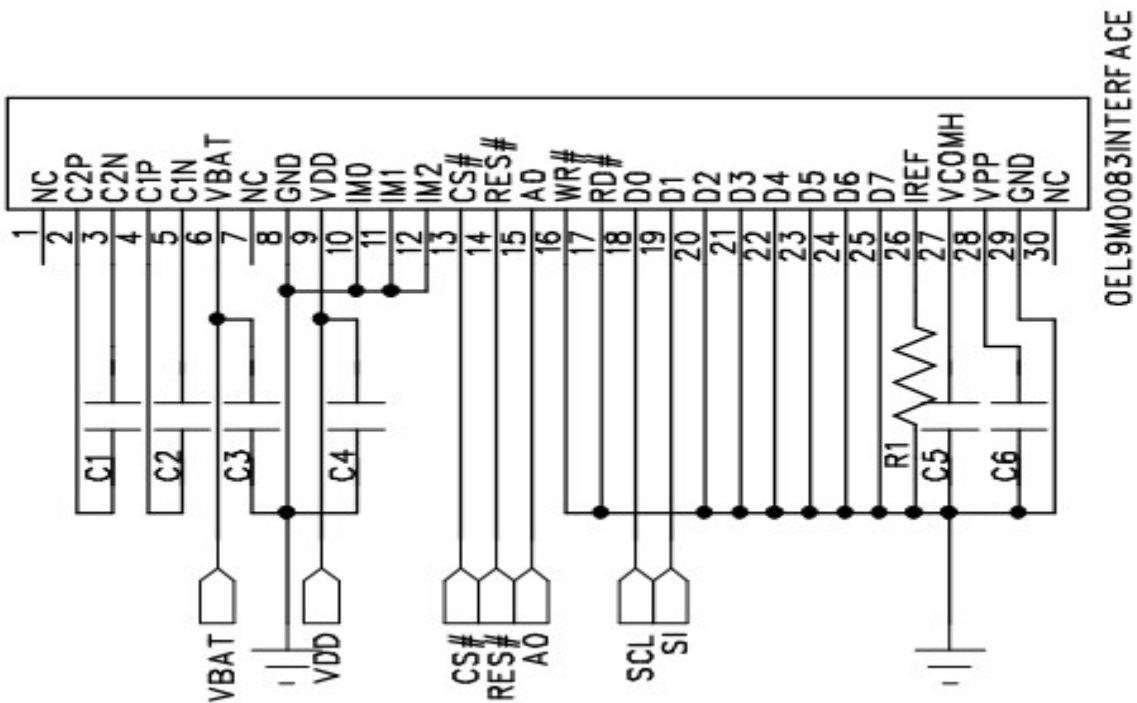 1 NC
2 C2P
3 C2N
4 C1P
5 C1N
6 VBAT
7 NC
8 GND
9 VDD
10 IM0
11 IM1
12 IM2
13 CS#
14 RES#
15 A0
16 WR#
17 RD#
18 D0
19 D1
20 D2
21 D3
22 D4
23 D5
24 D6
25 D7
26 IREF
27 VCOMH
28 VPP
29 GND
30 NC
C1
C2
C3
C4
R1
C5
C6
VBAT
VDD
CS#
RES#
A0
SCL
SI
OEL9M0083INTERFACE